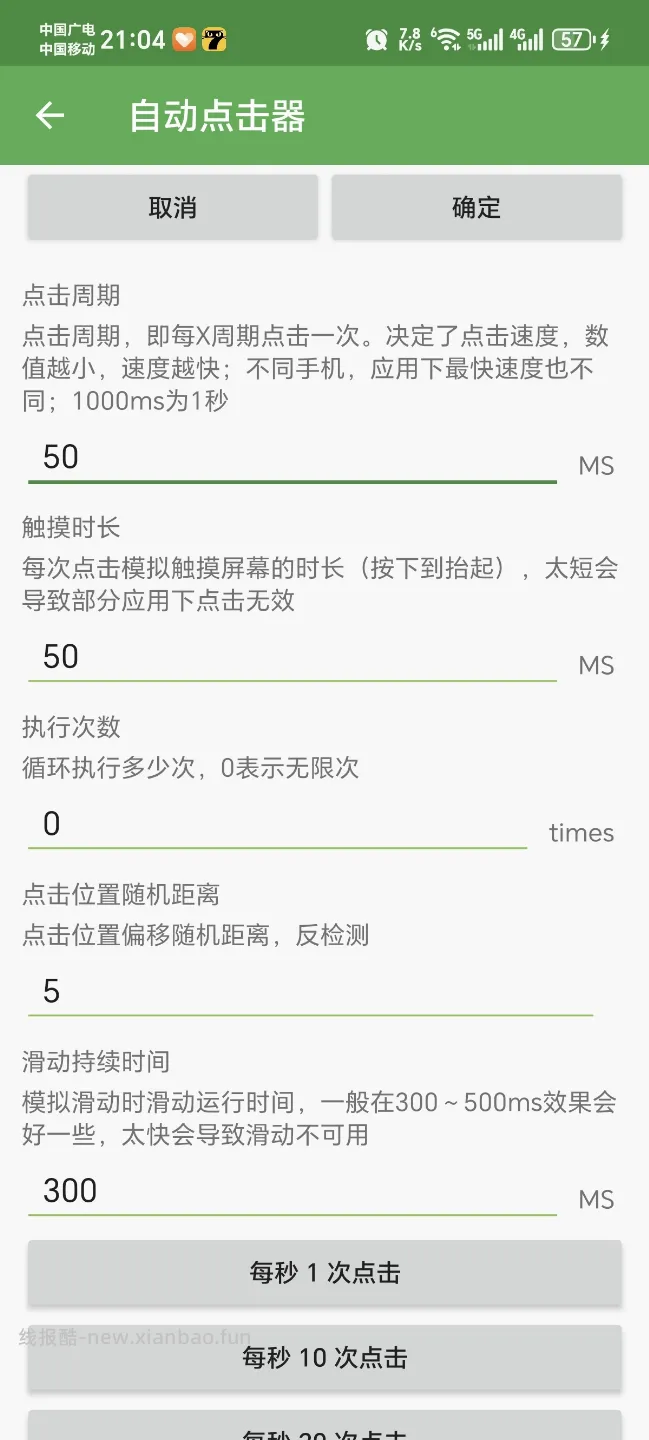 中国广电
中国移动
21:04
7.8
K/s
6
5G
4G
57
自动点击器
取消
确定
点击周期
点击周期，即每X周期点击一次。决定了点击速度，数
值越小，速度越快；不同手机，应用下最快速度也不
同；1000ms为1秒
50
MS
触摸时长
每次点击模拟触摸屏幕的时长（按下到抬起），太短会
导致部分应用下点击无效
50
MS
执行次数
循环执行多少次，0表示无限次
0
times
点击位置随机距离
点击位置偏移随机距离，反检测
5
滑动持续时间
模拟滑动时滑动运行时间，一般在300～500ms效果会
好一些，太快会导致滑动不可用
300
MS
每秒 1 次点击
线报酷-new.xianbao.fun
每秒 10 次点击
每秒 20 次点击